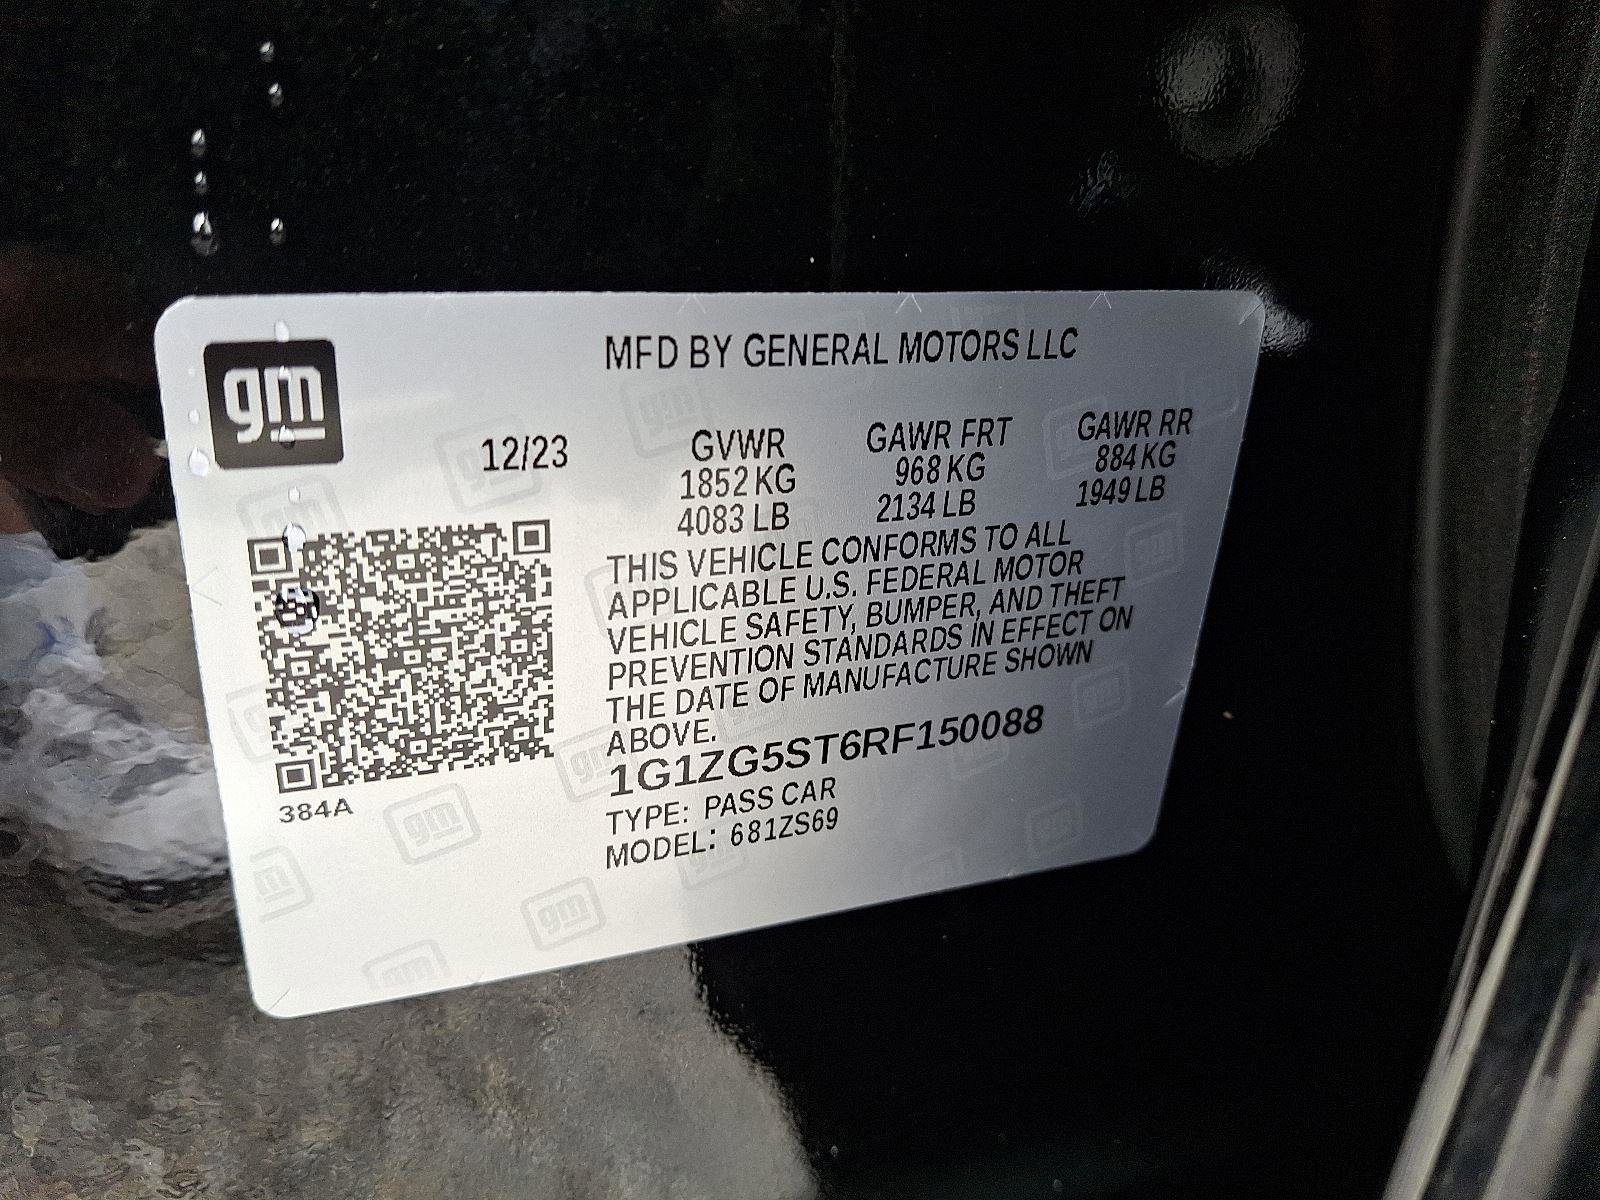 gm
MFD BY GENERAL MOTORS LLC
12/23 GVWR GAWR FRT GAWR RR
1852 KG 968 KG 884 KG
4083 LB 2134 LB 1949 LB
THIS VEHICLE CONFORMS TO ALL
APPLICABLE U.S. FEDERAL MOTOR
VEHICLE SAFETY, BUMPER, AND THEFT
PREVENTION STANDARDS IN EFFECT ON
THE DATE OF MANUFACTURE SHOWN
ABOVE.
1G1ZG5ST6RF150088
TYPE: PASS CAR
MODEL: 681ZS69
384A